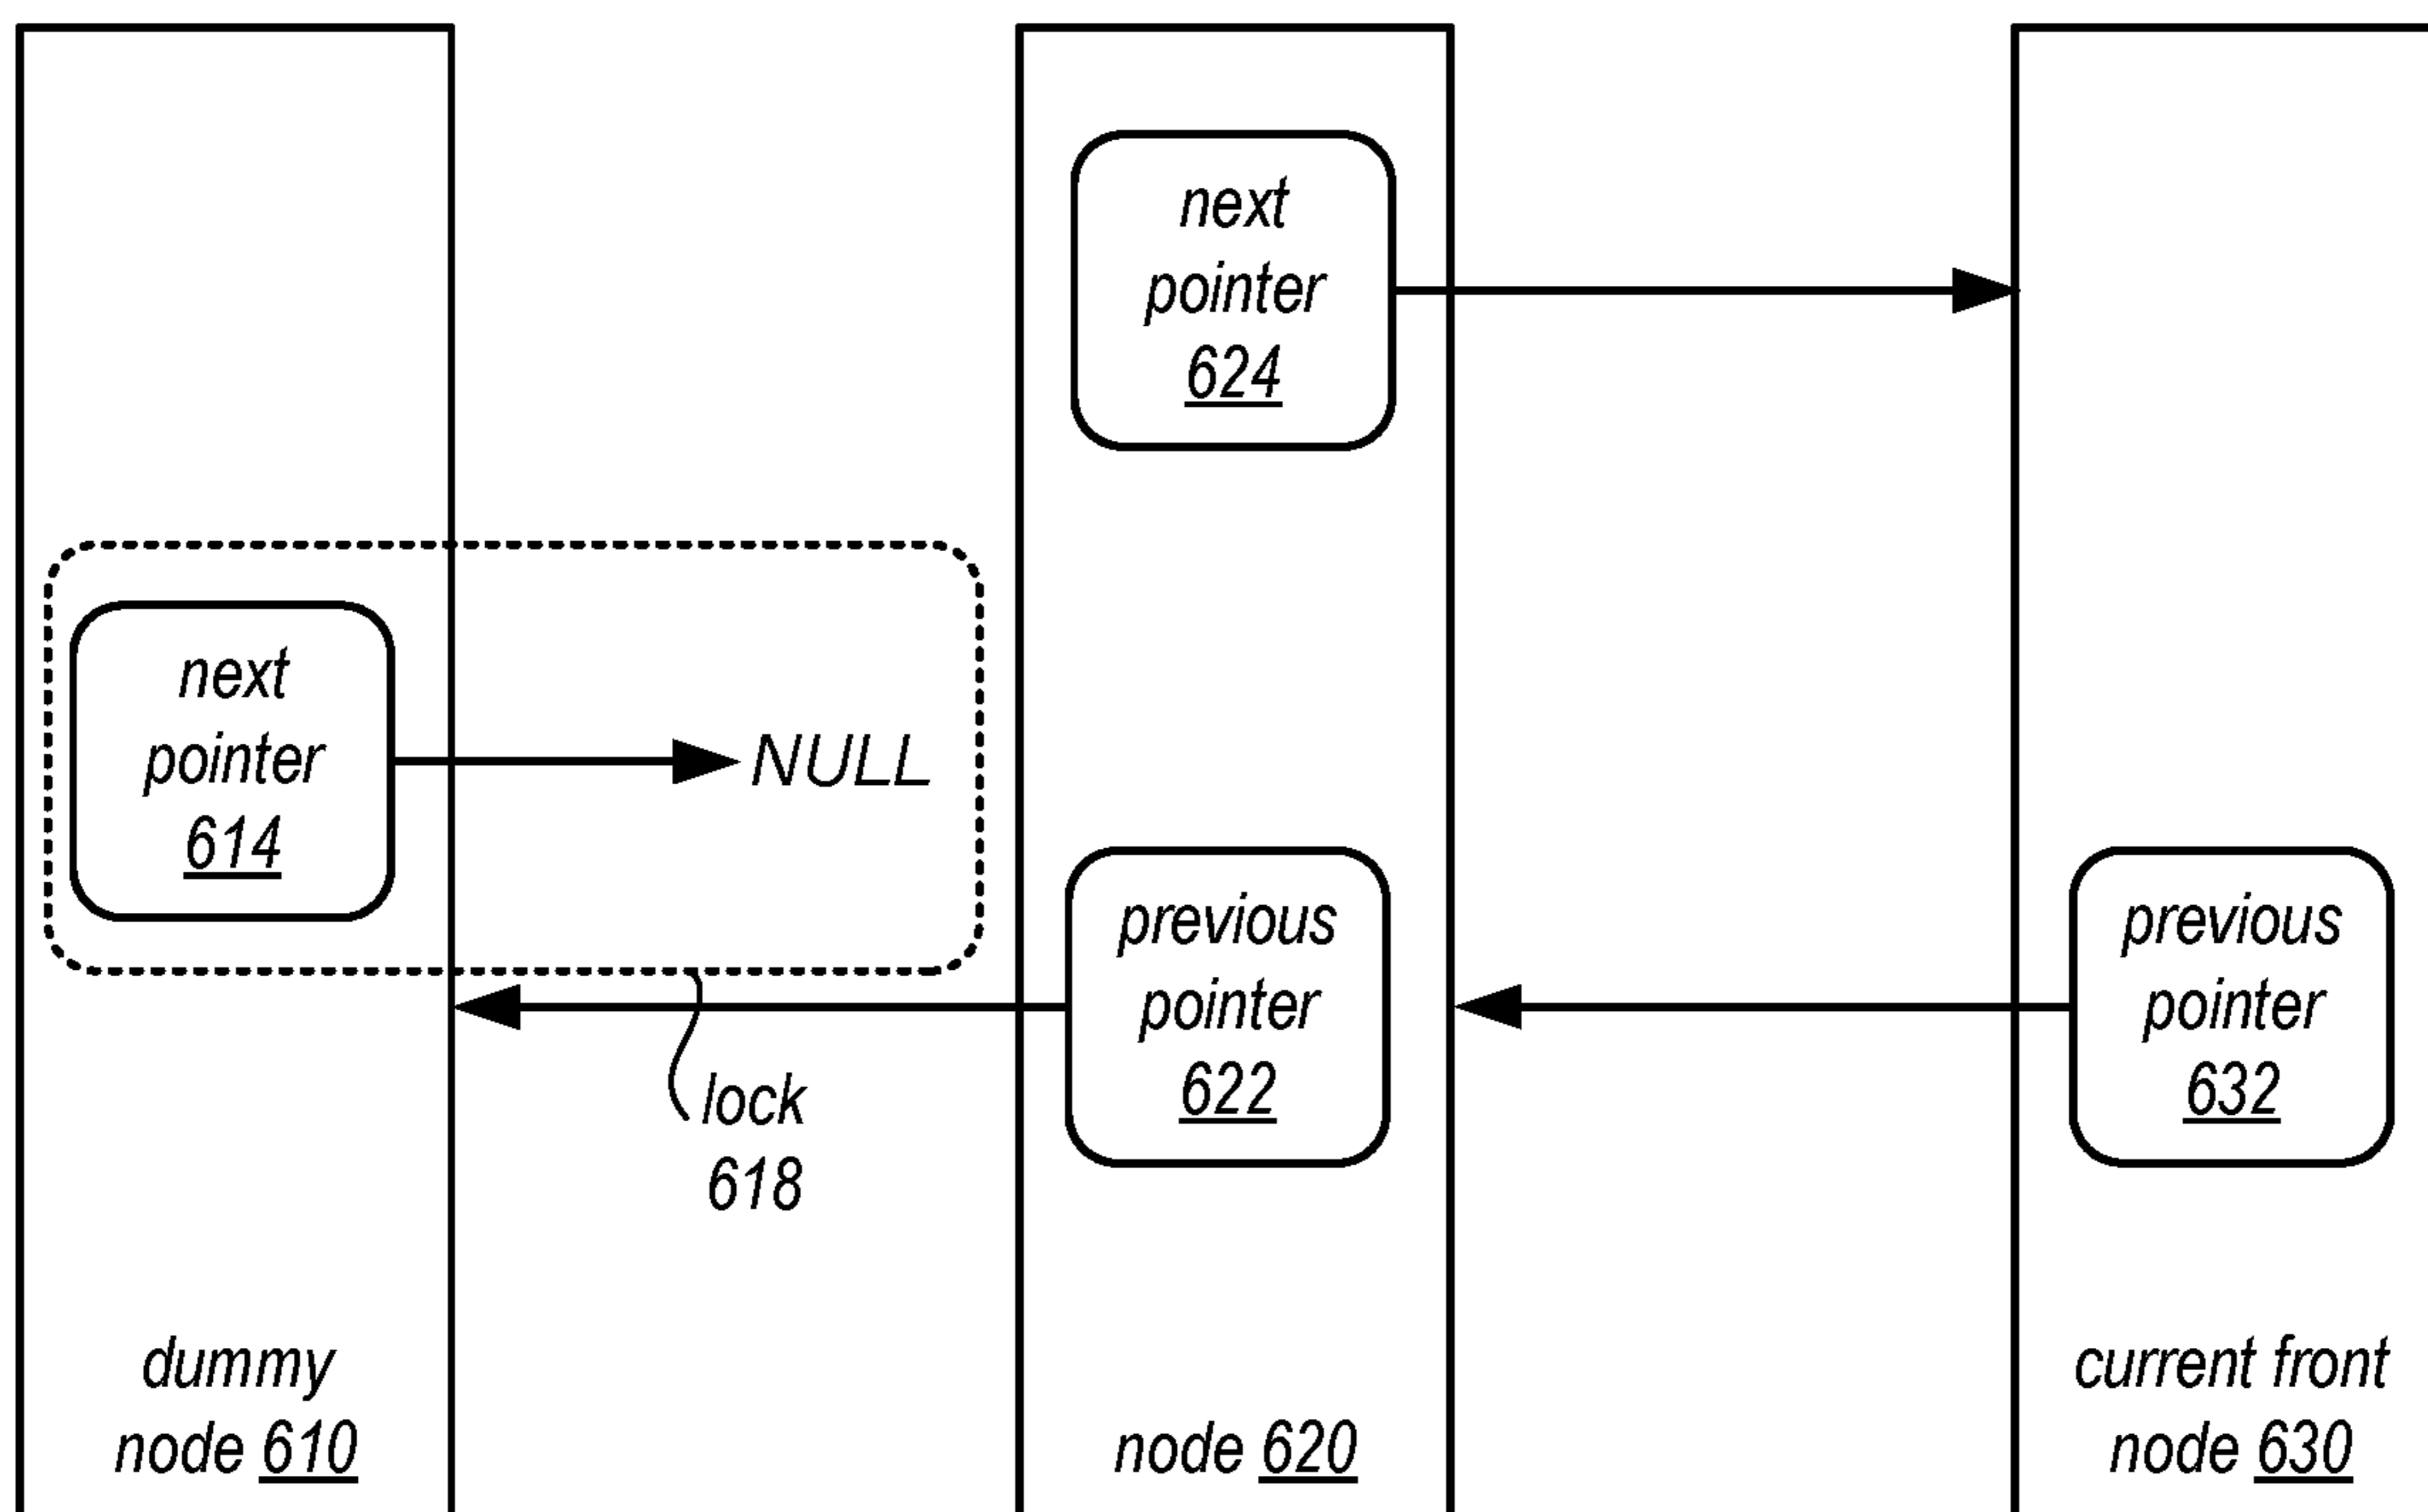 next
pointer
624
next
pointer
614
NULL
previous
pointer
622
previous
pointer
632
lock
618
dummy
node 610
node 620
current front
node 630